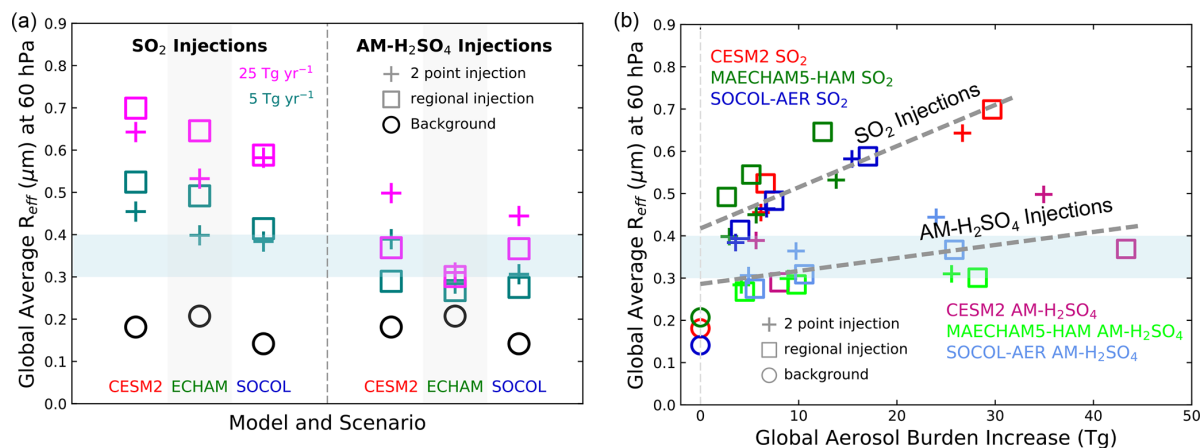 (a)
Global Average R_eff (µm) at 60 hPa
0.9
0.8
0.7
0.6
0.5
0.4
0.3
0.2
0.1
0.0
SO₂ Injections
25 Tg yr⁻¹
5 Tg yr⁻¹
AM-H₂SO₄ Injections
2 point injection
regional injection
Background
CESM2 ECHAM SOCOL
CESM2 ECHAM SOCOL
Model and Scenario
(b)
Global Average R_eff (µm) at 60 hPa
0.9
0.8
0.7
0.6
0.5
0.4
0.3
0.2
0.1
0.0
CESM2 SO₂
MAECHAM5-HAM SO₂
SOCOL-AER SO₂
SO₂ Injections
AM-H₂SO₄ Injections
2 point injection
regional injection
background
CESM2 AM-H₂SO₄
MAECHAM5-HAM AM-H₂SO₄
SOCOL-AER AM-H₂SO₄
0 10 20 30 40 50
Global Aerosol Burden Increase (Tg)